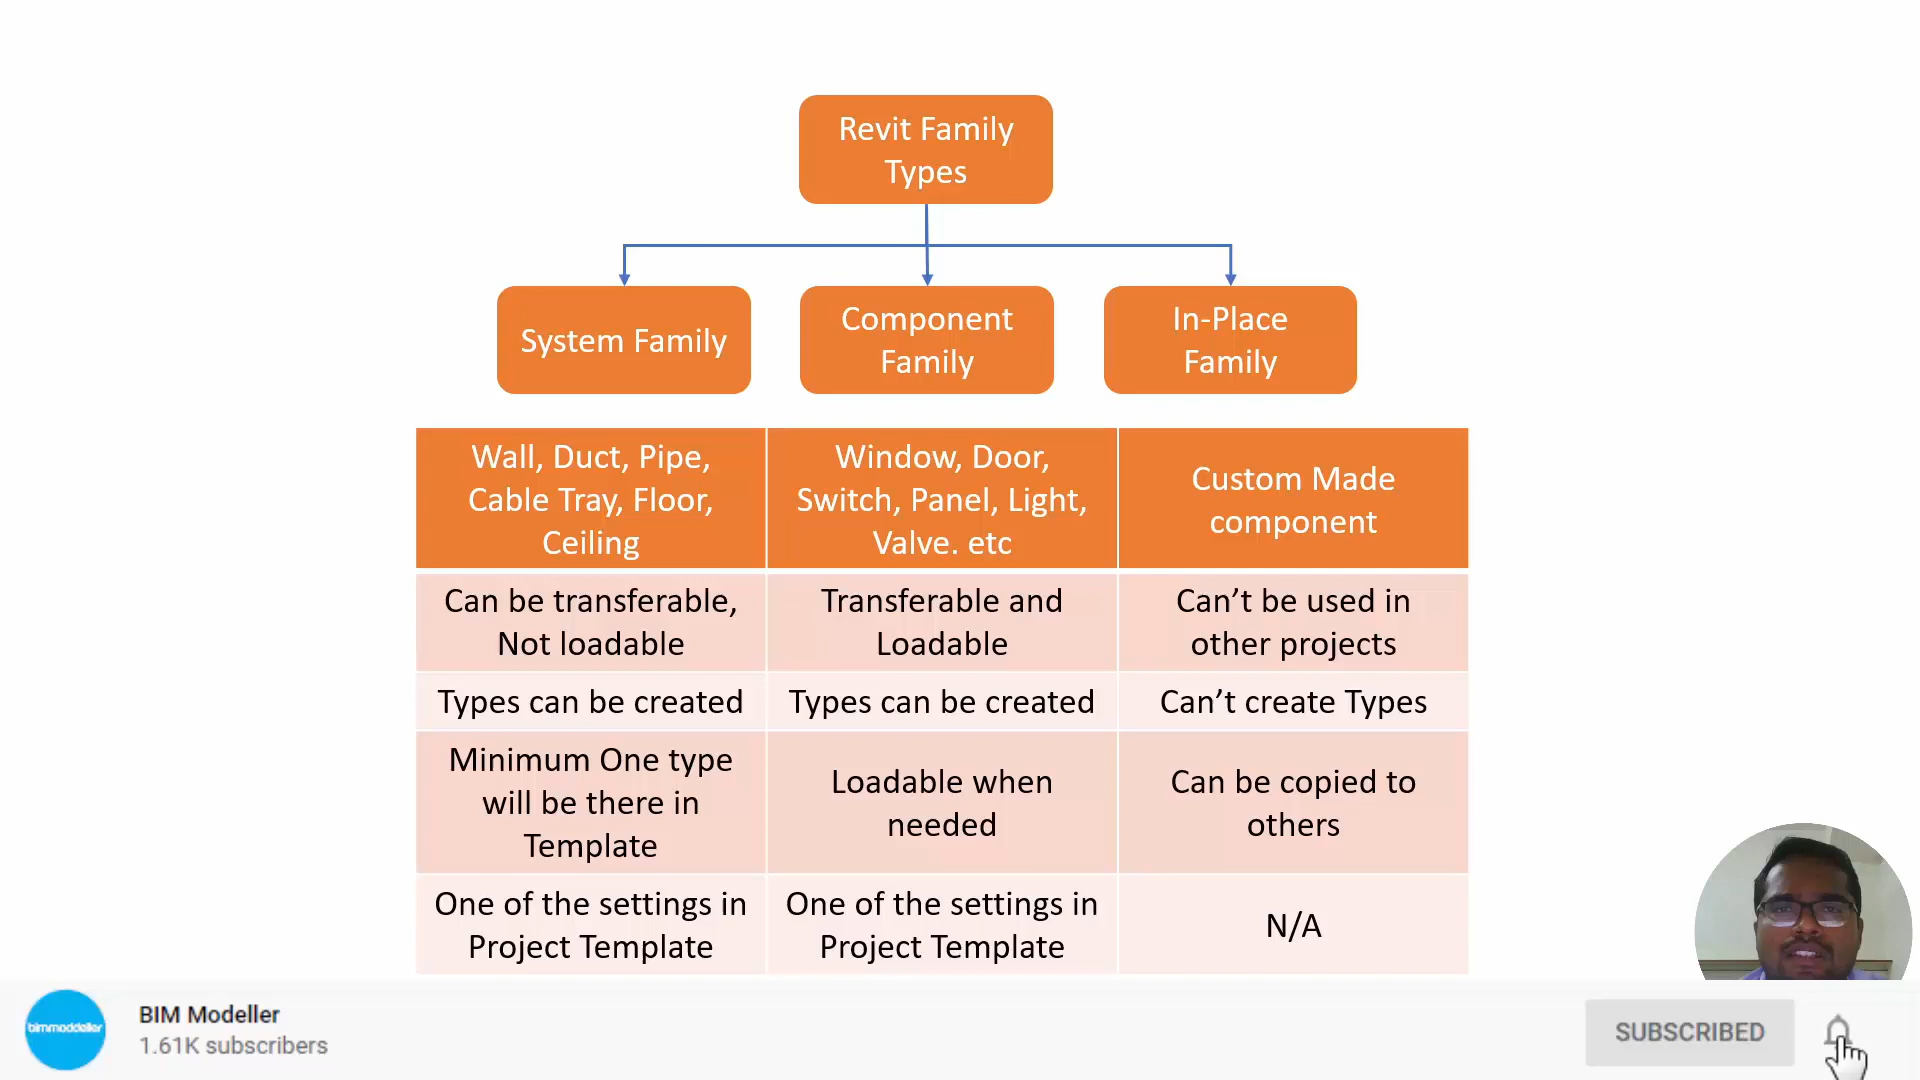 Revit Family
Types
System Family
Component
Family
In-Place
Family
Wall, Duct, Pipe,
Cable Tray, Floor,
Ceiling
Window, Door,
Switch, Panel, Light,
Valve. etc
Custom Made
component
Can be transferable,
Not loadable
Transferable and
Loadable
Can’t be used in
other projects
Types can be created
Types can be created
Can’t create Types
Minimum One type
will be there in
Template
Loadable when
needed
Can be copied to
others
One of the settings in
Project Template
One of the settings in
Project Template
N/A
bimmoddeller
BIM Modeller
1.61K subscribers
SUBSCRIBED